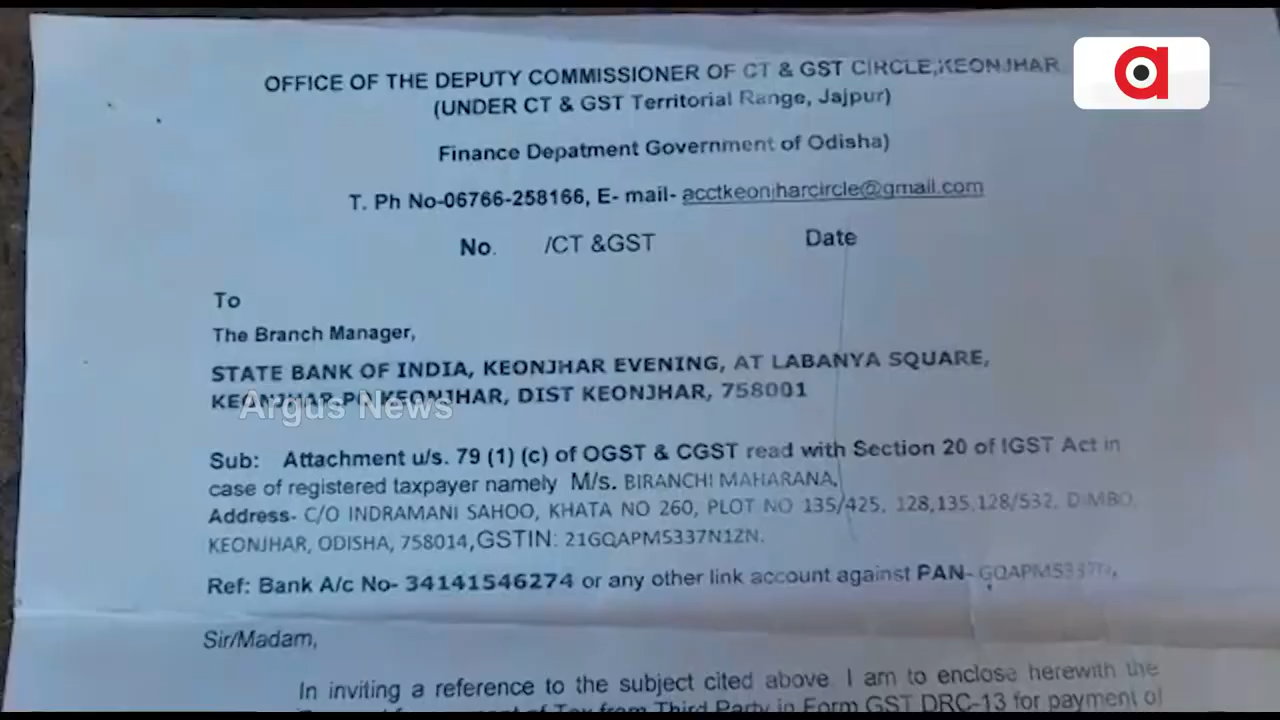 OFFICE OF THE DEPUTY COMMISSIONER OF CT & GST CIRCLE,KEONJHAR
(UNDER CT & GST Territorial Range, Jajpur)
Finance Depatment Government of Odisha)
T. Ph No-06766-258166, E- mail- acctkeonjharcircle@gmail.com
No. /CT &GST Date
To
The Branch Manager,
STATE BANK OF INDIA, KEONJHAR EVENING, AT LABANYA SQUARE,
KEONJHAR-PO KEONJHAR, DIST KEONJHAR, 758001
Argus News
Sub: Attachment u/s. 79 (1) (c) of OGST & CGST read with Section 20 of IGST Act in
case of registered taxpayer namely M/s. BIRANCHI MAHARANA,
Address- C/O INDRAMANI SAHOO, KHATA NO 260, PLOT NO 135/425, 128,135,128/532, DIMBO,
KEONJHAR, ODISHA, 758014,GSTIN: 21GQAPM5337N1ZN.
Ref: Bank A/c No- 34141546274 or any other link account against PAN- GQAPM5337N,
Sir/Madam,
In inviting a reference to the subject cited above. I am to enclose herewith the
of Tax from Third Party in Form GST DRC-13 for payment of